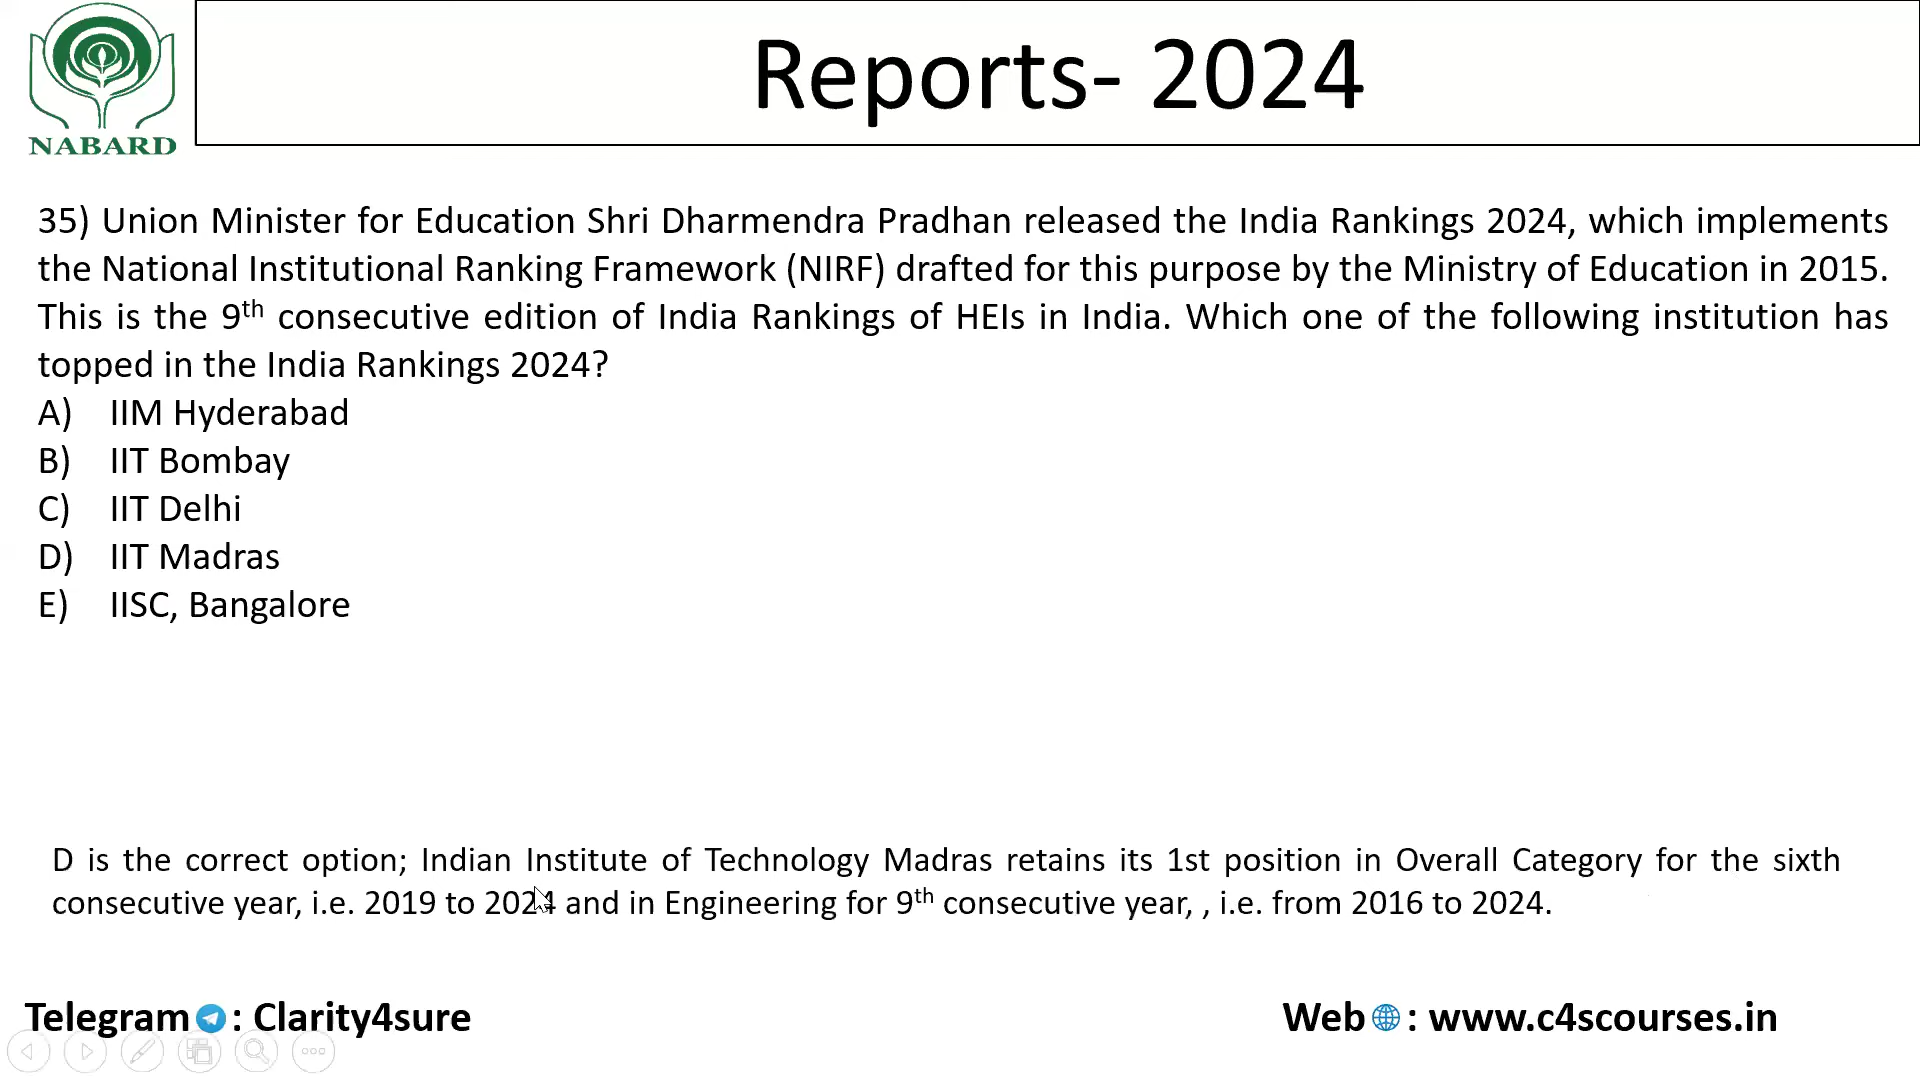 NABARD
Reports- 2024
35) Union Minister for Education Shri Dharmendra Pradhan released the India Rankings 2024, which implements
the National Institutional Ranking Framework (NIRF) drafted for this purpose by the Ministry of Education in 2015.
This is the 9th consecutive edition of India Rankings of HEIs in India. Which one of the following institution has
topped in the India Rankings 2024?
A) IIM Hyderabad
B) IIT Bombay
C) IIT Delhi
D) IIT Madras
E) IISC, Bangalore
D is the correct option; Indian Institute of Technology Madras retains its 1st position in Overall Category for the sixth
consecutive year, i.e. 2019 to 2024 and in Engineering for 9th consecutive year, , i.e. from 2016 to 2024.
Telegram : Clarity4sure
Web : www.c4scourses.in